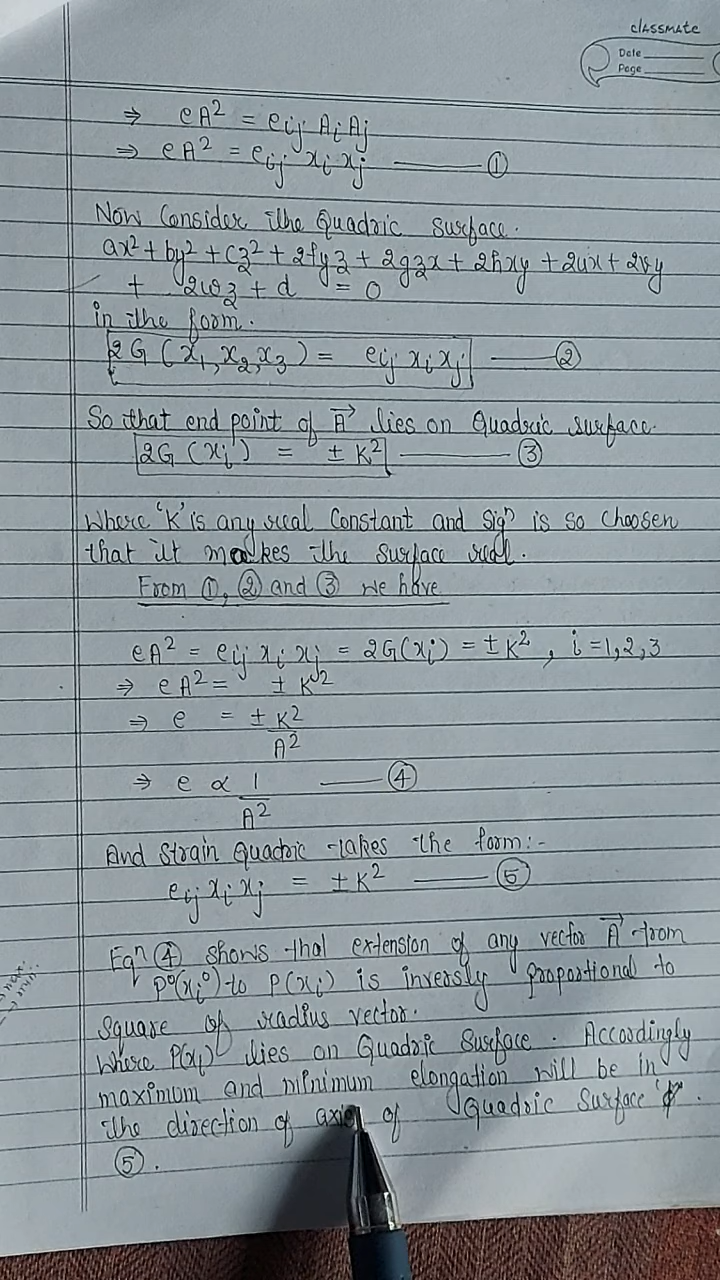 classmate
Date
Page
⇒ eA² = eij Ai Aj
⇒ eA² = eij xi xj ——— ①
Now Consider the Quadric Surface.
ax² + by² + cz² + 2fyz + 2gzx + 2hxy + 2ux + 2vy
+ 2wz + d = 0
in the form.
2G (x₁, x₂, x₃) = eij xi xj ——— ②
So that end point of A⃗ lies on Quadric surface.
2G (xi) = ± K² ——— ③
Where 'K' is any real Constant and Sigⁿ is so Choosen
that it makes the surface real.
From ①, ② and ③ we have
eA² = eij xi xj = 2G(xi) = ± K² , i = 1,2,3
⇒ eA² = ± K²
⇒ e = ± K²
A²
⇒ e ∝ 1 ——— ④
A²
And Strain Quadric takes the form:-
eij xi xj = ± K² ——— ⑤
Eqⁿ ④ shows that extension of any vector A⃗ from
P⁰(xi⁰) to P(xi) is inversly proportional to
Square of radius vector.
Where P(xi) lies on Quadric Surface. Accordingly
maximum and minimum elongation will be in
the direction of axis of Quadric Surface
⑤.